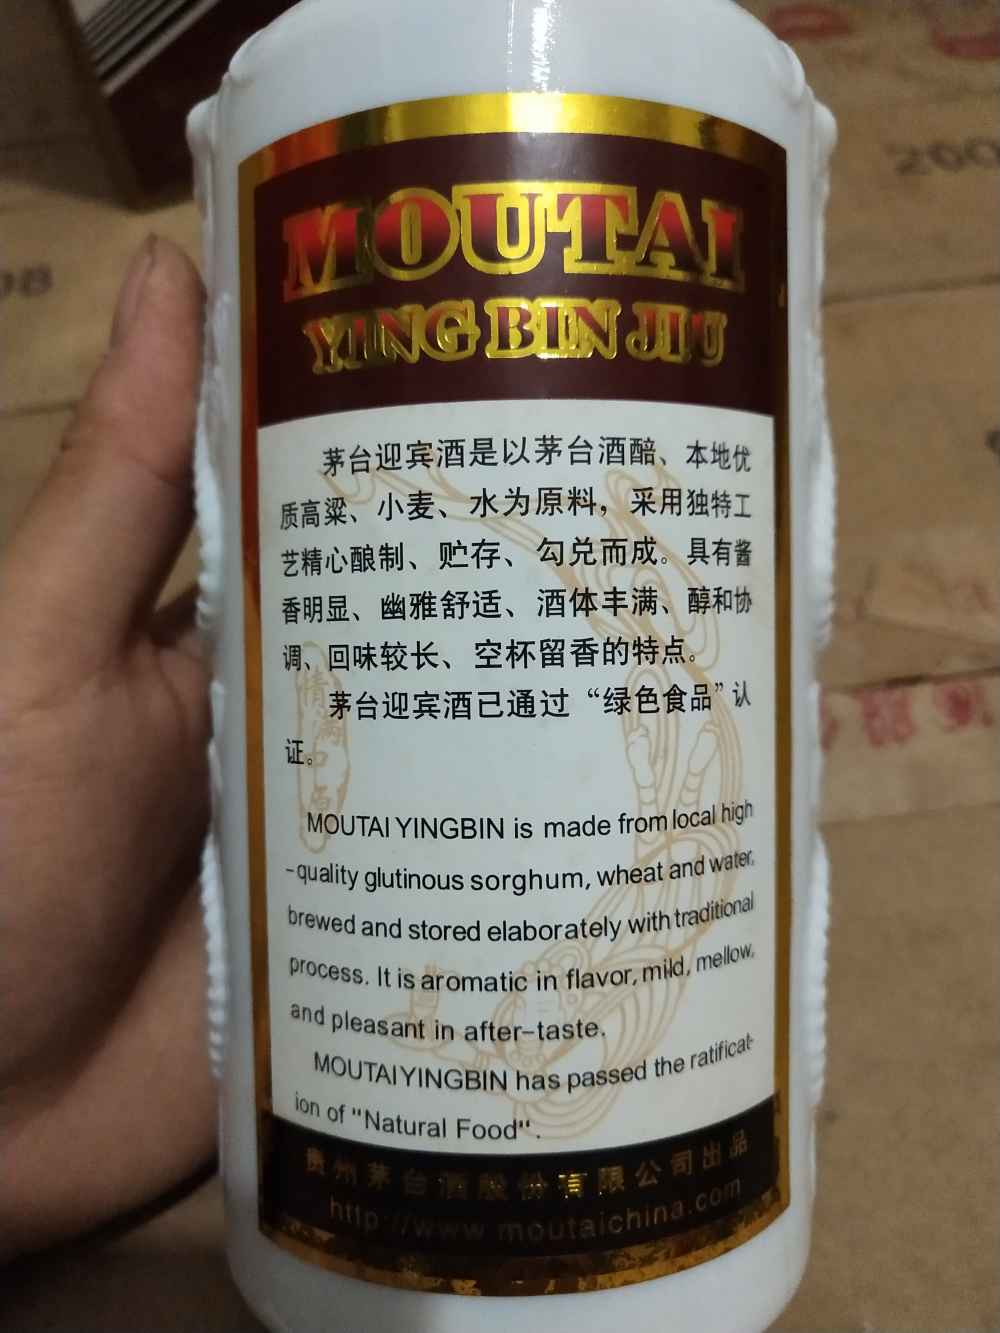 MOUTAI
YING BIN JIU
茅台迎宾酒是以茅台酒醅、本地优
质高粱、小麦、水为原料，采用独特工
艺精心酿制、贮存、勾兑而成。具有酱
香明显、幽雅舒适、酒体丰满、醇和协
调、回味较长、空杯留香的特点。
茅台迎宾酒已通过“绿色食品”认
证。
MOUTAI YINGBIN is made from local high
-quality glutinous sorghum, wheat and water,
brewed and stored elaborately with traditional
process. It is aromatic in flavor, mild, mellow,
and pleasant in after-taste.
MOUTAIYINGBIN has passed the ratificat-
ion of "Natural Food".
贵州茅台酒股份有限公司出品
http://www.moutaichina.com